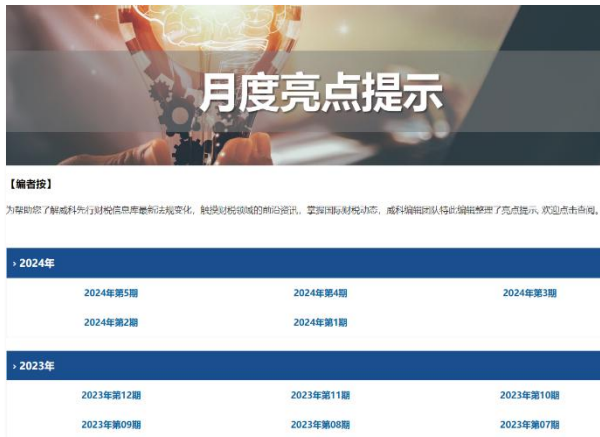 月度亮点提示
【编者按】
为帮助您了解威科先行财税信息库最新法规变化，触摸财税领域的前沿资讯，掌握国际财税动态，威科编辑团队特此编辑整理了亮点提示,欢迎点击查阅。
› 2024年
2024年第5期 2024年第4期 2024年第3期
2024年第2期 2024年第1期
› 2023年
2023年第12期 2023年第11期 2023年第10期
2023年第09期 2023年第08期 2023年第07期